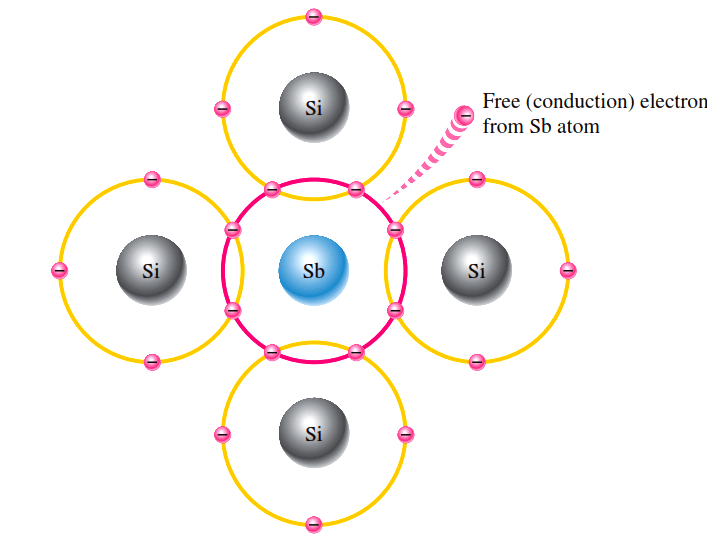 Si
Free (conduction) electron
from Sb atom
Si
Sb
Si
Si